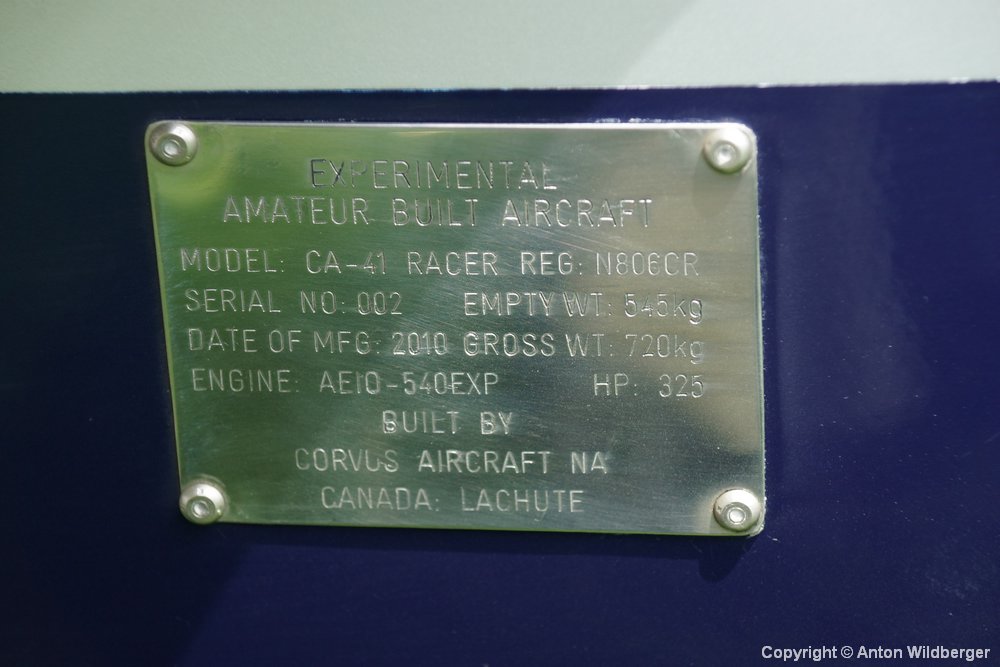 EXPERIMENTAL
AMATEUR BUILT AIRCRAFT
MODEL: CA-41 RACER REG: N806CR
SERIAL NO: 002 EMPTY WT: 545kg
DATE OF MFG: 2010 GROSS WT: 720kg
ENGINE: AEIO-540EXP HP: 325
BUILT BY
CORVUS AIRCRAFT NA
CANADA: LACHUTE
Copyright © Anton Wildberger